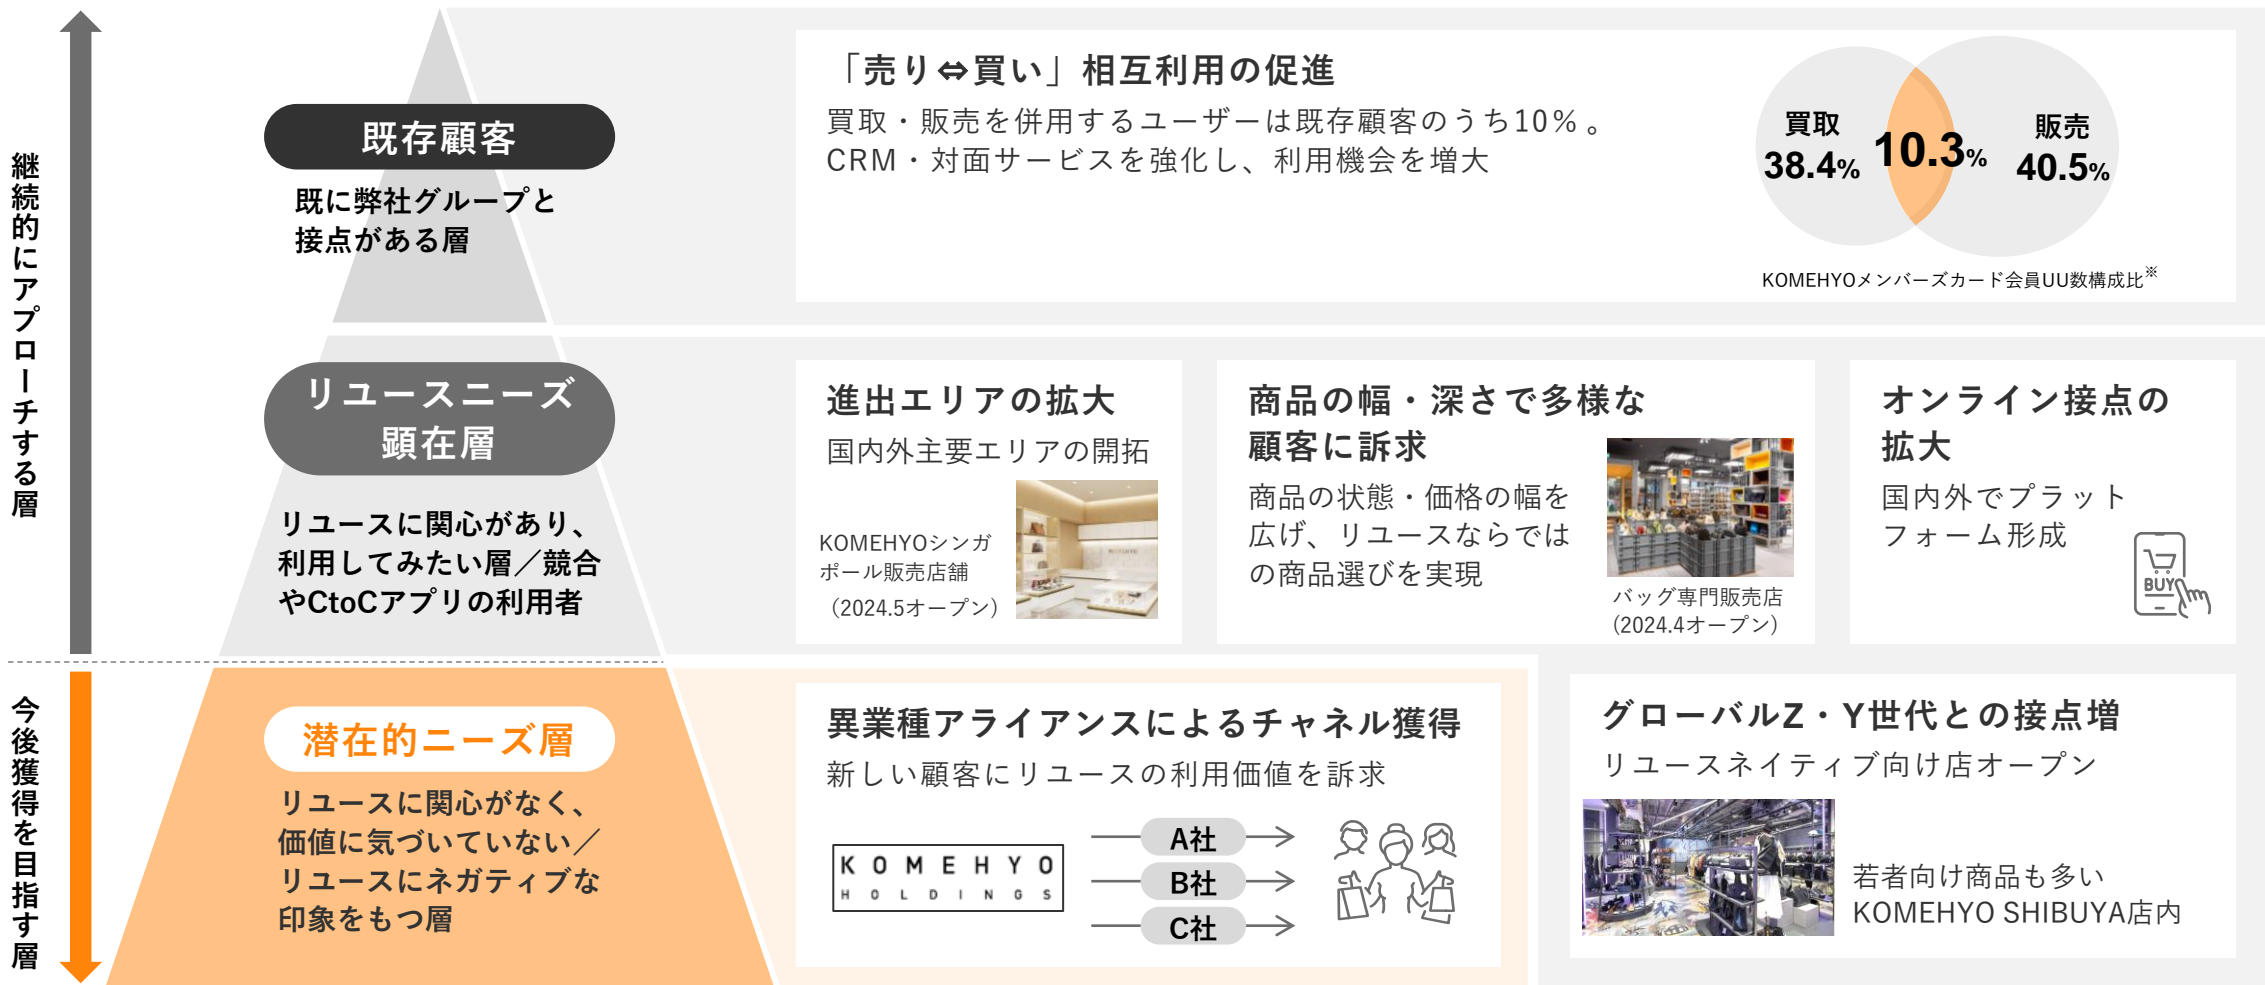 継続的にアプローチする層
既存顧客
既に弊社グループと
接点がある層
「売り⇔買い」相互利用の促進
買取・販売を併用するユーザーは既存顧客のうち10％。
CRM・対面サービスを強化し、利用機会を増大
買取
38.4%
10.3%
販売
40.5%
KOMEHYOメンバーズカード会員UU数構成比※
リユースニーズ
顕在層
リユースに関心があり、
利用してみたい層／競合
やCtoCアプリの利用者
進出エリアの拡大
国内外主要エリアの開拓
KOMEHYOシンガ
ポール販売店舗
（2024.5オープン）
商品の幅・深さで多様な
顧客に訴求
商品の状態・価格の幅を
広げ、リユースならでは
の商品選びを実現
バッグ専門販売店
(2024.4オープン)
オンライン接点の
拡大
国内外でプラット
フォーム形成
BUY
今後獲得を目指す層
潜在的ニーズ層
リユースに関心がなく、
価値に気づいていない／
リユースにネガティブな
印象をもつ層
異業種アライアンスによるチャネル獲得
新しい顧客にリユースの利用価値を訴求
KOMEHYO
HOLDINGS
A社
B社
C社
グローバルZ・Y世代との接点増
リユースネイティブ向け店オープン
若者向け商品も多い
KOMEHYO SHIBUYA店内